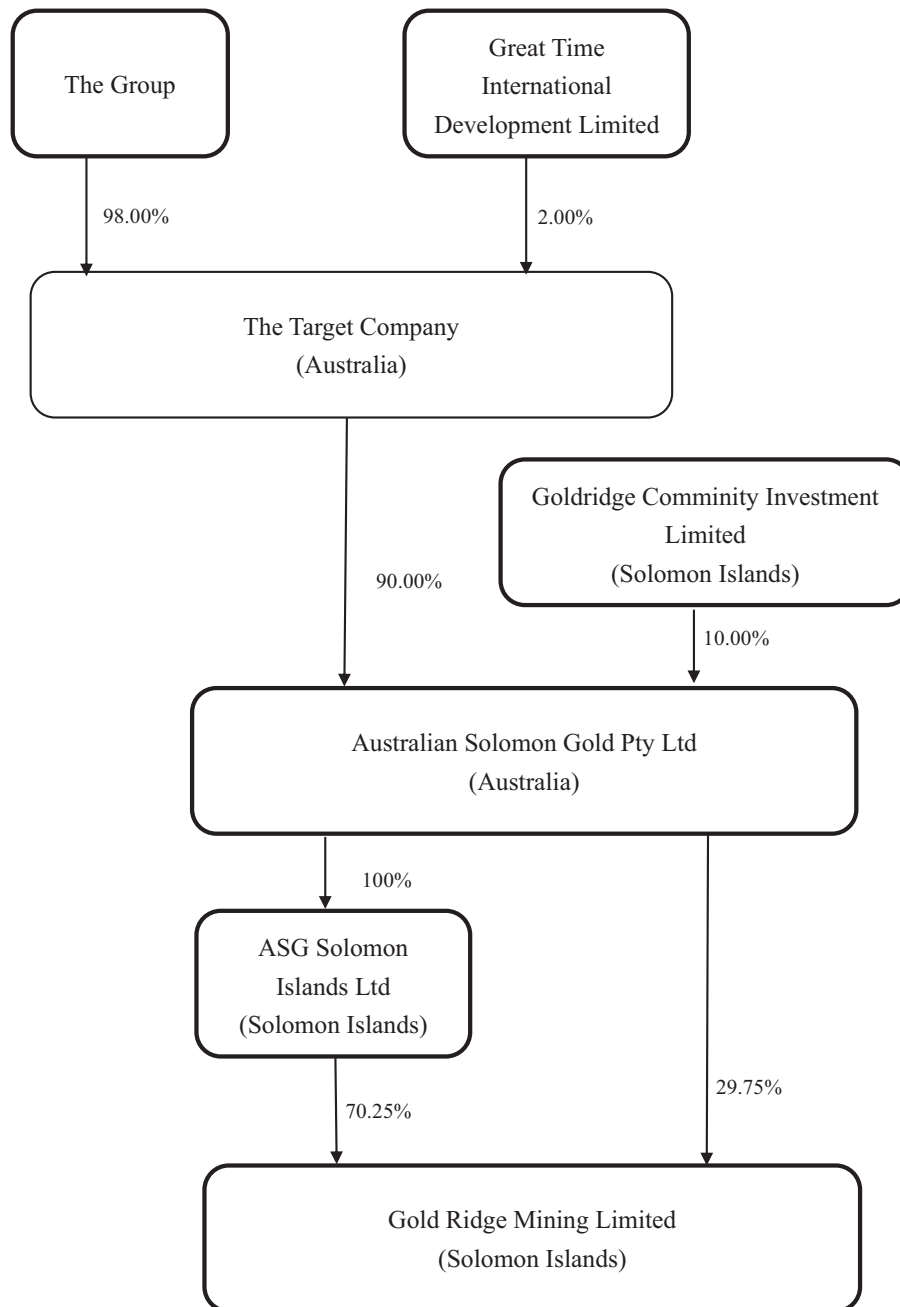 The Group
Great Time
International
Development Limited
98.00%
2.00%
The Target Company
(Australia)
Goldridge Comminity Investment
Limited
(Solomon Islands)
90.00%
10.00%
Australian Solomon Gold Pty Ltd
(Australia)
100%
ASG Solomon
Islands Ltd
(Solomon Islands)
29.75%
70.25%
Gold Ridge Mining Limited
(Solomon Islands)